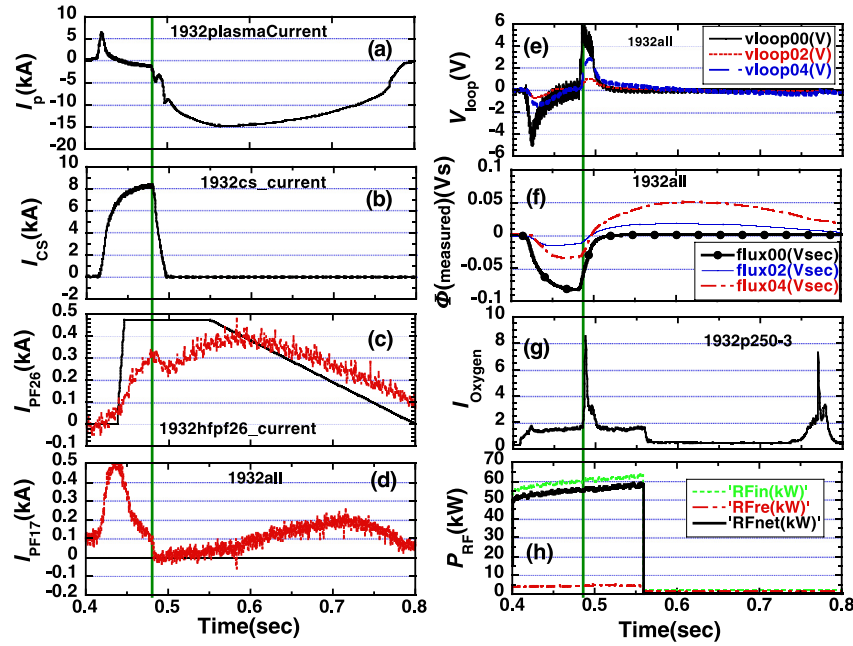 1932plasmaCurrent
(a)
I_p(kA)
10
5
0
-5
-10
-15
-20
1932cs_current
(b)
I_CS(kA)
10
8
6
4
2
0
-2
(c)
I_PF26(kA)
0.5
0.4
0.3
0.2
0.1
0
-0.1
1932hfpf26_current
1932all
(d)
I_PF17(kA)
0.5
0.4
0.3
0.2
0.1
0
-0.1
-0.2
0.4 0.5 0.6 0.7 0.8
Time(sec)
(e)
1932all
vloop00(V)
vloop02(V)
vloop04(V)
V_loop(V)
6
4
2
0
-2
-4
-6
1932all
(f)
Φ(measured)(Vs)
0.1
0.05
0
-0.05
-0.1
flux00(Vsec)
flux02(Vsec)
flux04(Vsec)
(g)
1932p250-3
I_Oxygen
10
8
6
4
2
0
70
60
50
40
30
20
10
0
P_RF(kW)
'RFin(kW)'
'RFre(kW)'
'RFnet(kW)'
(h)
0.4 0.5 0.6 0.7 0.8
Time(sec)